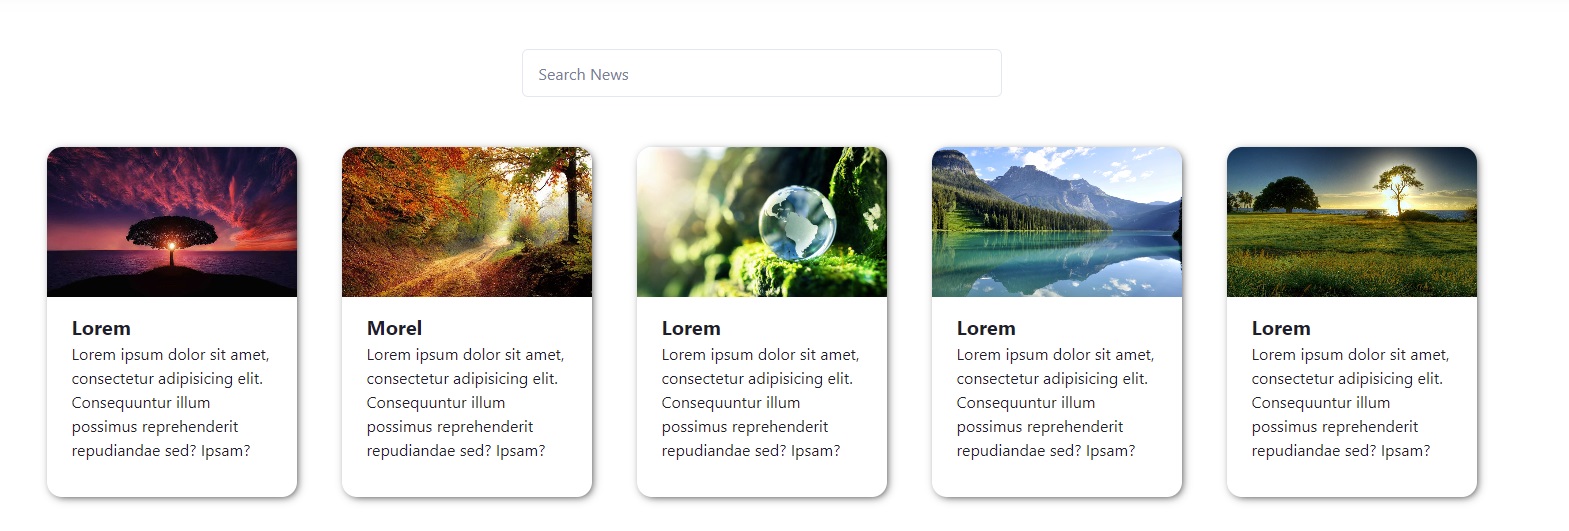 Search News
Lorem
Lorem ipsum dolor sit amet,
consectetur adipisicing elit.
Consequuntur illum
possimus reprehenderit
repudiandae sed? Ipsam?
Morel
Lorem ipsum dolor sit amet,
consectetur adipisicing elit.
Consequuntur illum
possimus reprehenderit
repudiandae sed? Ipsam?
Lorem
Lorem ipsum dolor sit amet,
consectetur adipisicing elit.
Consequuntur illum
possimus reprehenderit
repudiandae sed? Ipsam?
Lorem
Lorem ipsum dolor sit amet,
consectetur adipisicing elit.
Consequuntur illum
possimus reprehenderit
repudiandae sed? Ipsam?
Lorem
Lorem ipsum dolor sit amet,
consectetur adipisicing elit.
Consequuntur illum
possimus reprehenderit
repudiandae sed? Ipsam?